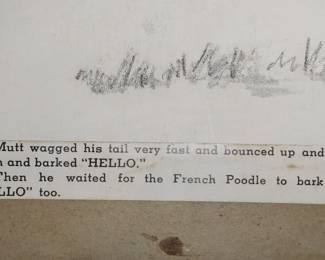 Mutt wagged his tail very fast and bounced up and
and barked "HELLO."
Then he waited for the French Poodle to bark
too.